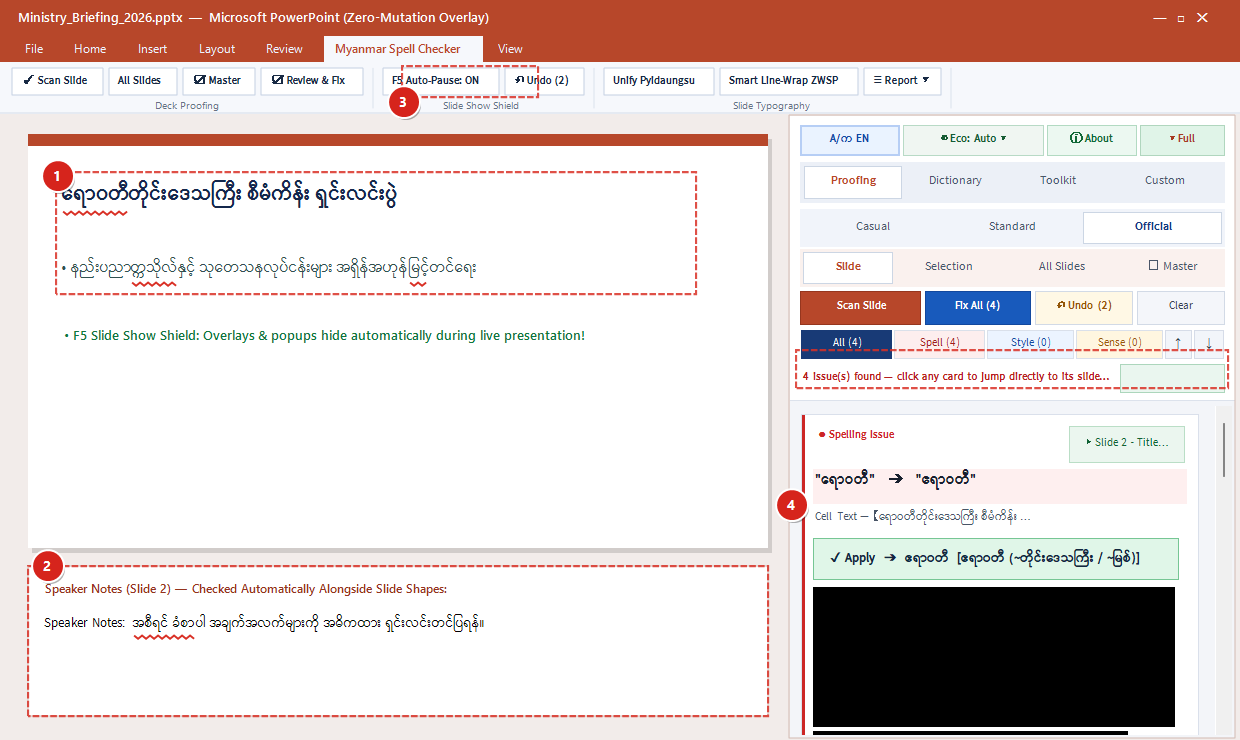 Ministry_Briefing_2026.pptx — Microsoft PowerPoint (Zero-Mutation Overlay)
File Home Insert Layout Review Myanmar Spell Checker View
✔ Scan Slide All Slides ☑ Master ☑ Review & Fix F5 Auto-Pause: ON ↶ Undo (2) Unify Pyidaungsu Smart Line-Wrap ZWSP ☰ Report ▼
Deck Proofing Slide Show Shield Slide Typography
3
1
ရောဝတီတိုင်းဒေသကြီး စီမံကိန်း ရှင်းလင်းပွဲ
• နည်းပညာတ္ကသိုလ်နှင့် သုတေသနလုပ်ငန်းများ အရှိန်အဟုန်မြင့်တင်ရေး
• F5 Slide Show Shield: Overlays & popups hide automatically during live presentation!
2
Speaker Notes (Slide 2) — Checked Automatically Alongside Slide Shapes:
Speaker Notes: အစီရင် ခံစာပါ အချက်အလက်များကို အဓိကထား ရှင်းလင်းတင်ပြရန်။
A/က EN Eco: Auto ▾ ⓘ About ▾ Full
Proofing Dictionary Toolkit Custom
Casual Standard Official
Slide Selection All Slides ☐ Master
Scan Slide Fix All (4) ↶ Undo (2) Clear
All (4) Spell (4) Style (0) Sense (0) ↑ ↓
4 issue(s) found — click any card to jump directly to its slide...
● Spelling Issue
▸ Slide 2 - Title...
"ရောဝတီ" ➔ "ဧရာဝတီ"
4
Cell Text — 【ရောဝတီတိုင်းဒေသကြီး စီမံကိန်း ...
✓ Apply ➔ ဧရာဝတီ [ဧရာဝတီ (~တိုင်းဒေသကြီး / ~မြစ်)]